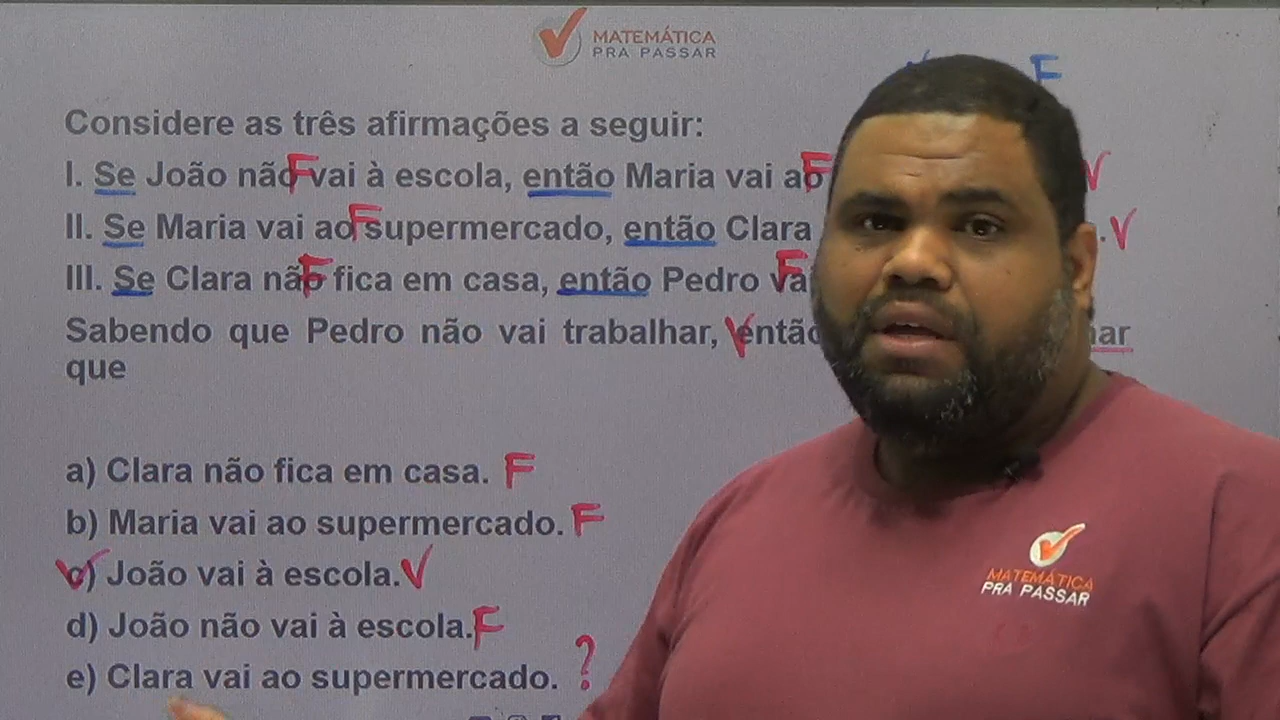 MATEMÁTICA
PRA PASSAR
F
Considere as três afirmações a seguir:
I. Se João não F vai à escola, então Maria vai ao F V
II. Se Maria vai ao F supermercado, então Clara . V
III. Se Clara não F fica em casa, então Pedro F
Sabendo que Pedro não vai trabalhar, V então
que
a) Clara não fica em casa. F
b) Maria vai ao supermercado. F
V c) João vai à escola. V
d) João não vai à escola. F
e) Clara vai ao supermercado. ?
MATEMÁTICA
PRA PASSAR